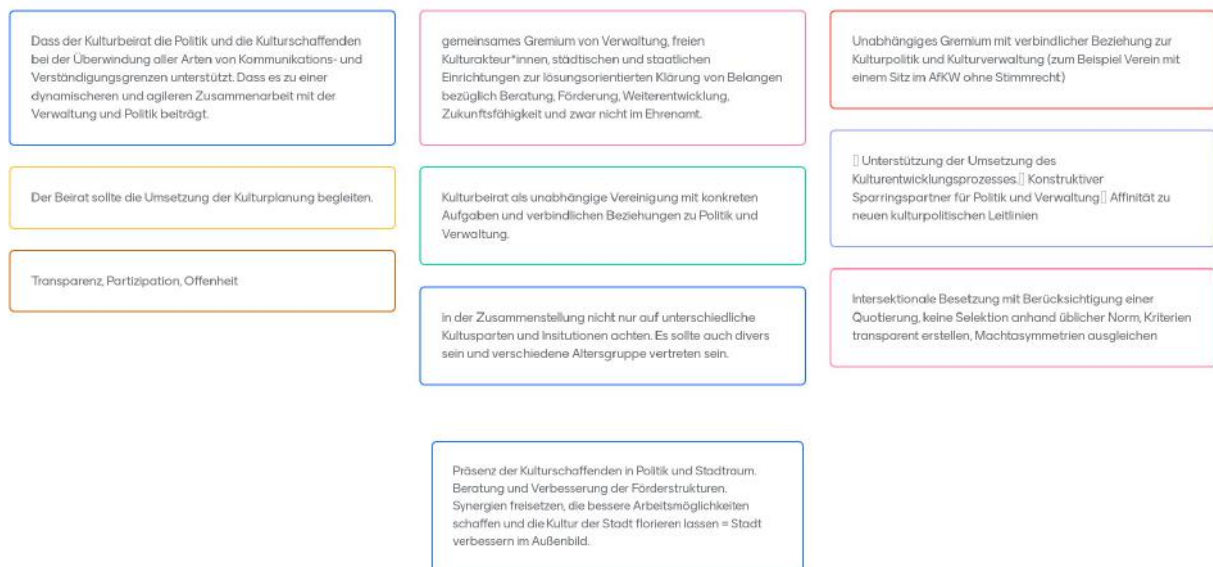 Dass der Kulturbeirat die Politik und die Kulturschaffenden
bei der Überwindung aller Arten von Kommunikations- und
Verständigungsgrenzen unterstützt. Dass es zu einer
dynamischeren und agileren Zusammenarbeit mit der
Verwaltung und Politik beiträgt.
Der Beirat sollte die Umsetzung der Kulturplanung begleiten.
Transparenz, Partizipation, Offenheit
gemeinsames Gremium von Verwaltung, freien
Kulturakteur*innen, städtischen und staatlichen
Einrichtungen zur lösungsorientierten Klärung von Belangen
bezüglich Beratung, Förderung, Weiterentwicklung,
Zukunftsfähigkeit und zwar nicht im Ehrenamt.
Kulturbeirat als unabhängige Vereinigung mit konkreten
Aufgaben und verbindlichen Beziehungen zu Politik und
Verwaltung.
in der Zusammenstellung nicht nur auf unterschiedliche
Kultusparten und Insitutionen achten. Es sollte auch divers
sein und verschiedene Altersgruppe vertreten sein.
Unabhängiges Gremium mit verbindlicher Beziehung zur
Kulturpolitik und Kulturverwaltung (zum Beispiel Verein mit
einem Sitz im AfKW ohne Stimmrecht)
Unterstützung der Umsetzung des
Kulturentwicklungsprozesses. Konstruktiver
Sparringspartner für Politik und Verwaltung Affinität zu
neuen kulturpolitischen Leitlinien
Intersektionale Besetzung mit Berücksichtigung einer
Quotierung, keine Selektion anhand üblicher Norm, Kriterien
transparent erstellen, Machtasymmetrien ausgleichen
Präsenz der Kulturschaffenden in Politik und Stadtraum.
Beratung und Verbesserung der Förderstrukturen.
Synergien freisetzen, die bessere Arbeitsmöglichkeiten
schaffen und die Kultur der Stadt florieren lassen = Stadt
verbessern im Außenbild.